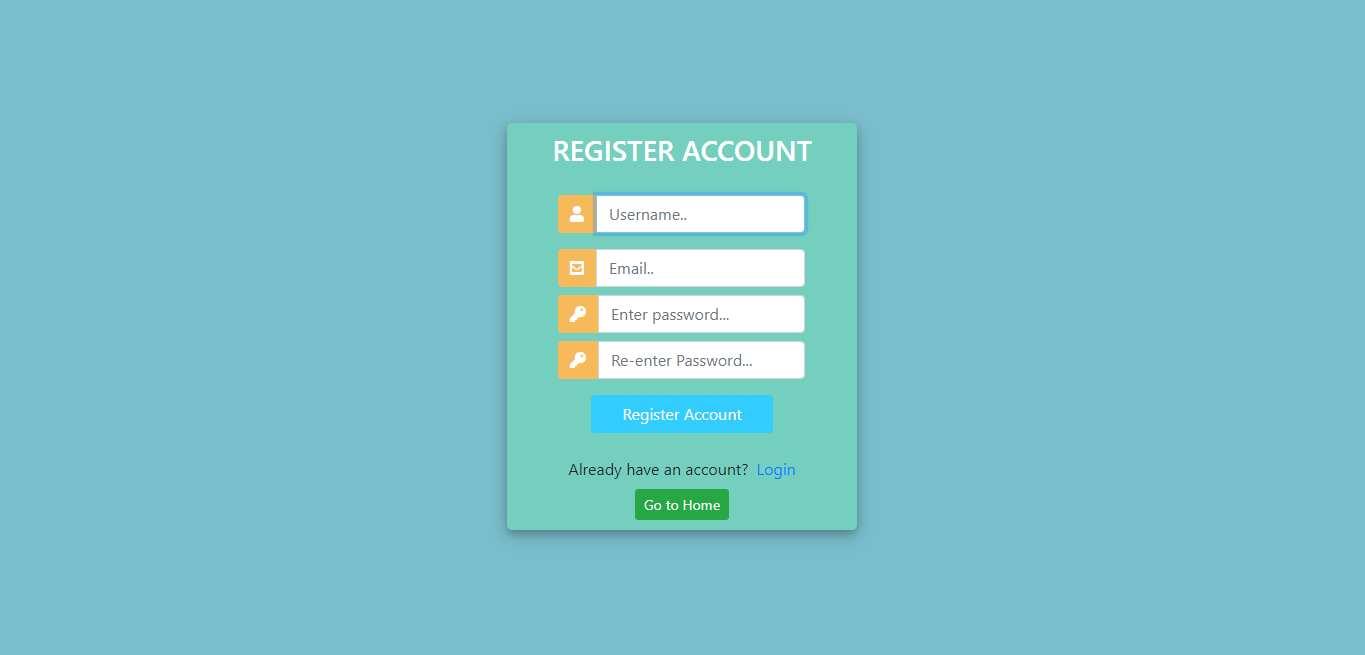 REGISTER ACCOUNT
Username..
Email..
Enter password...
Re-enter Password...
Register Account
Already have an account? Login
Go to Home